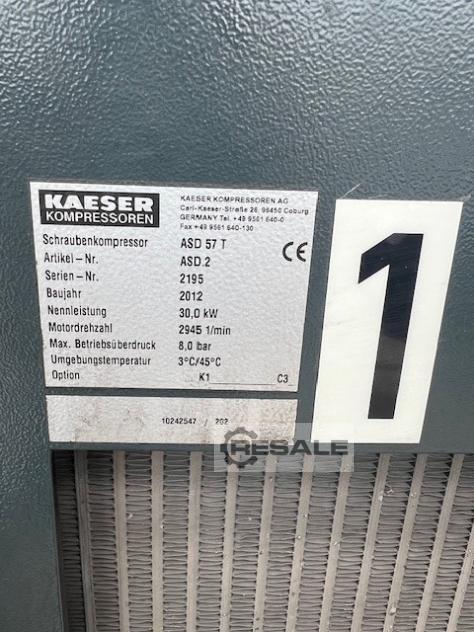 KAESER
KOMPRESSOREN
KAESER KOMPRESSOREN AG
Carl-Kaeser-Straße 26, 96450 Coburg
GERMANY Tel. +49 9561 640-0
Fax +49 9561 640-130
Schraubenkompressor ASD 57 T CE
Artikel-Nr. ASD.2
Serien-Nr. 2195
Baujahr 2012
Nennleistung 30,0 kW
Motordrehzahl 2945 1/min
Max. Betriebsüberdruck 8,0 bar
Umgebungstemperatur 3°C/45°C
Option K1 C3
10242547 / 202
1
RESALE